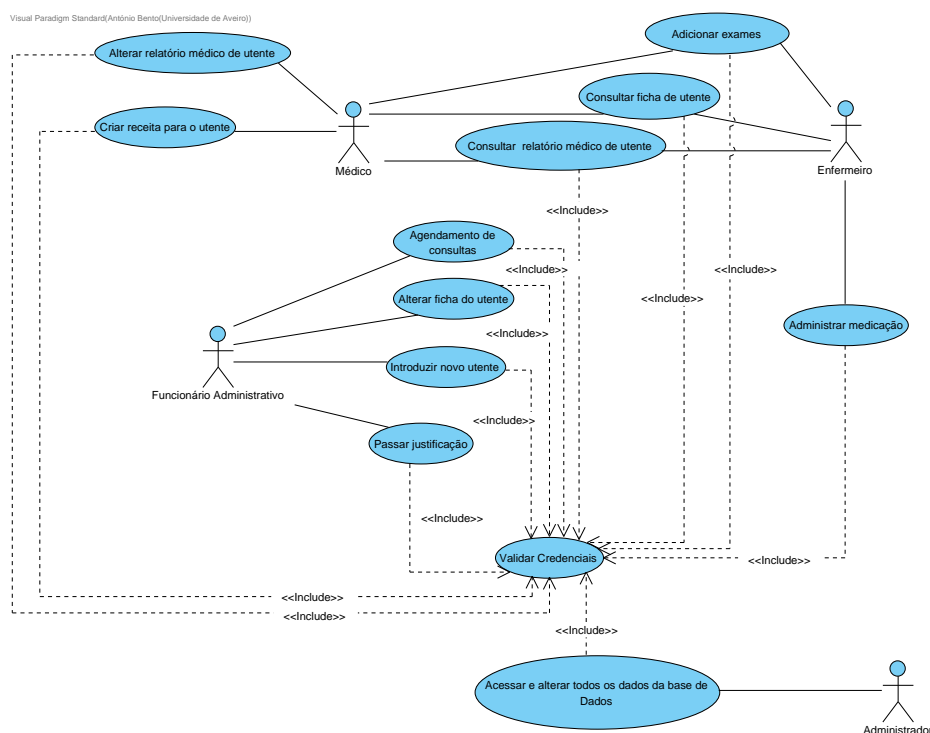 Visual Paradigm Standard(António Bento(Universidade de Aveiro))
Adicionar exames
Alterar relatório médico de utente
Consultar ficha de utente
Criar receita para o utente
Consultar  relatório médico de utente
Médico
Enfermeiro
<<Include>>
Agendamento de
consultas
<<Include>>
<<Include>>
Alterar ficha do utente
<<Include>>
Administrar medicação
<<Include>>
Introduzir novo utente
Funcionário Administrativo
<<Include>>
Passar justificação
<<Include>>
Validar Credenciais
<<Include>>
<<Include>>
<<Include>>
<<Include>>
Acessar e alterar todos os dados da base de
Dados
Administrador